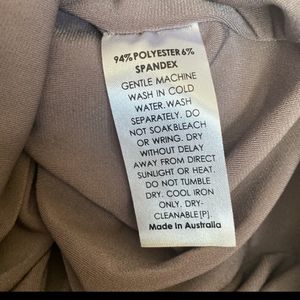 94% POLYESTER 6%
SPANDEX
GENTLE MACHINE
WASH IN COLD
WATER. WASH
SEPARATELY. DO
NOT SOAKBLEACH
OR WRING. DRY
WITHOUT DELAY
AWAY FROM DIRECT
SUNLIGHT OR HEAT.
DO NOT TUMBLE
DRY. COOL IRON
ONLY. DRY-
CLEANABLE[P].
Made In Australia